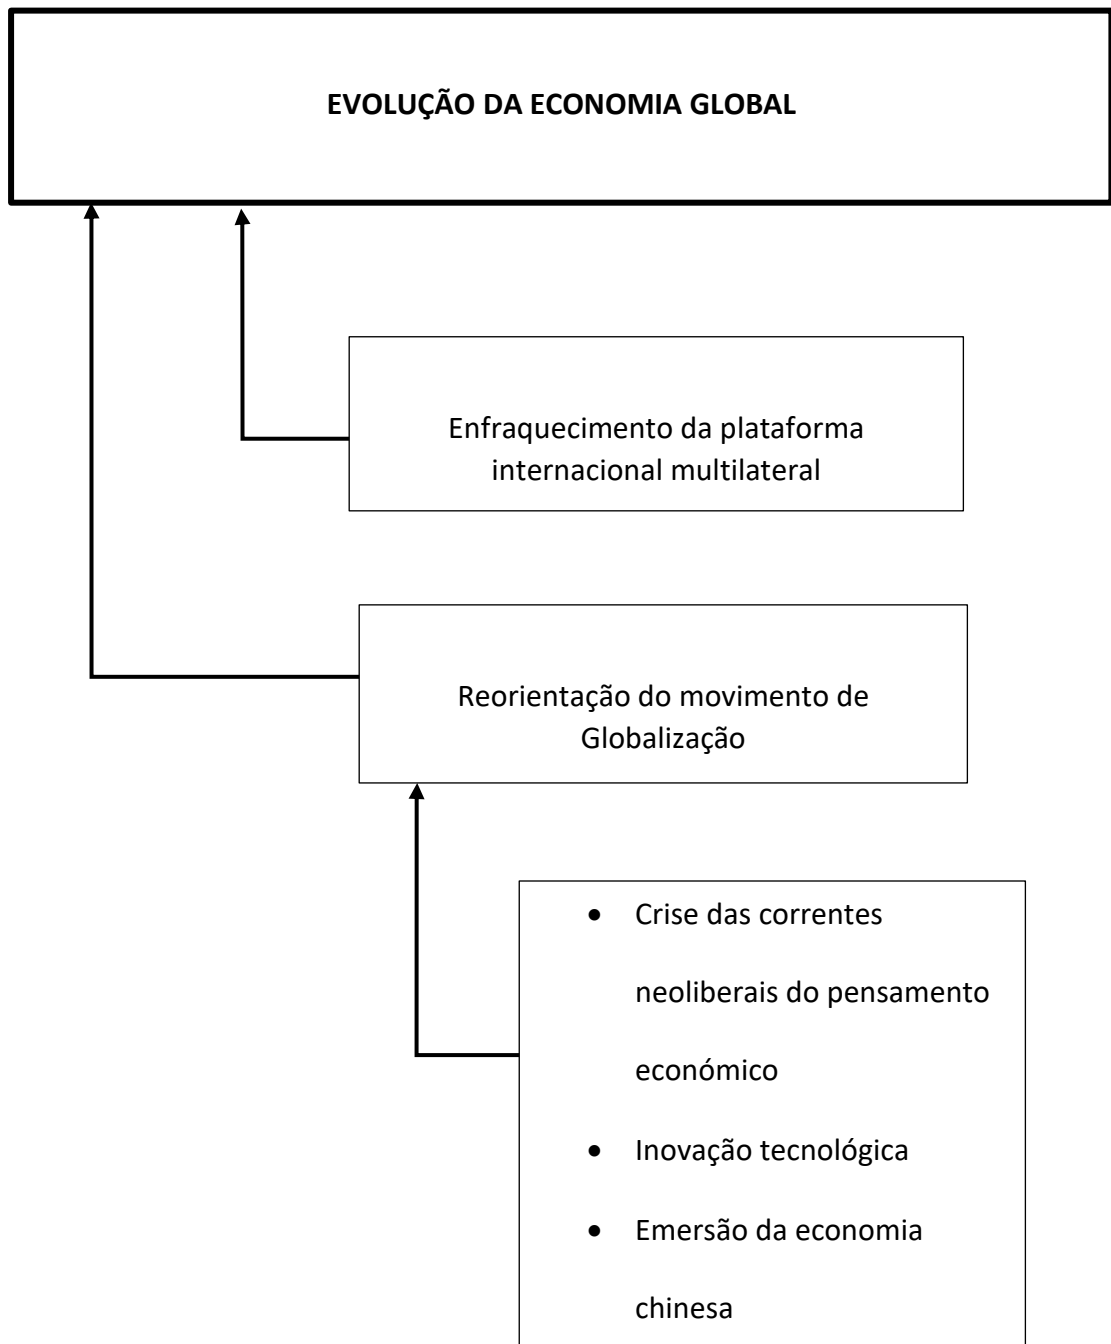 EVOLUÇÃO DA ECONOMIA GLOBAL
Enfraquecimento da plataforma
internacional multilateral
Reorientação do movimento de
Globalização
• Crise das correntes
neoliberais do pensamento
económico
• Inovação tecnológica
• Emersão da economia
chinesa